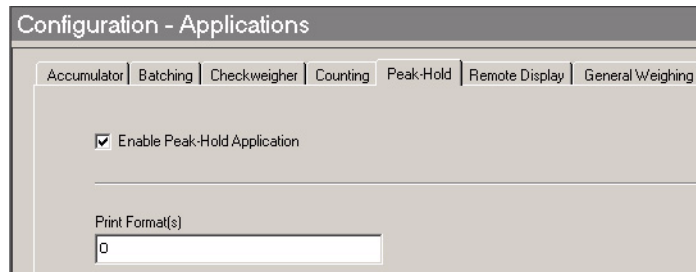 Configuration - Applications
Accumulator Batching Checkweigher Counting Peak-Hold Remote Display General Weighing
Enable Peak-Hold Application
Print Format(s)
0